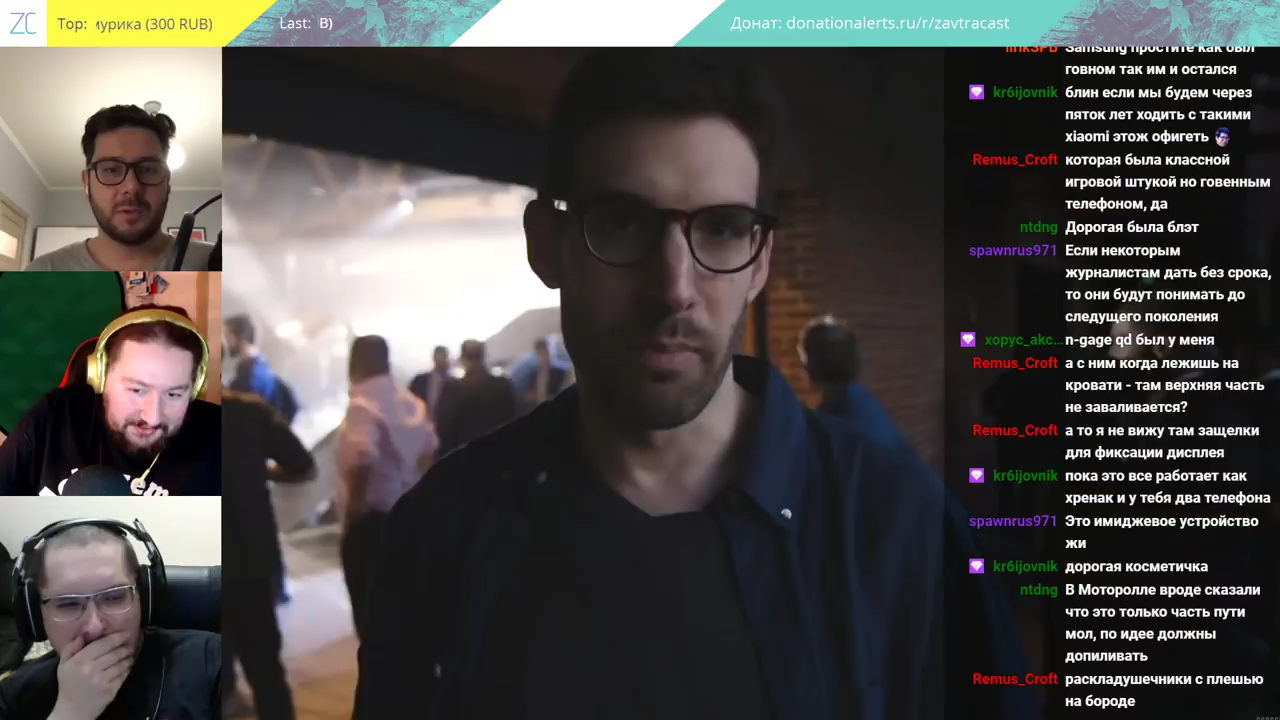 ZC
Top: мурика (300 RUB)
Last: B)
Донат: donationalerts.ru/r/zavtracast
Samsung простите как был
говном так им и остался
kr6ijovnik блин если мы будем через
пяток лет ходить с такими
xiaomi этож офигеть
Remus_Croft которая была классной
игровой штукой но говенным
телефоном, да
ntdng Дорогая была блэт
spawnrus971 Если некоторым
журналистам дать без срока,
то они будут понимать до
следущего поколения
xopyc_akc... n-gage qd был у меня
Remus_Croft а с ним когда лежишь на
кровати - там верхняя часть
не заваливается?
Remus_Croft а то я не вижу там защелки
для фиксации дисплея
kr6ijovnik пока это все работает как
хренак и у тебя два телефона
spawnrus971 Это имиджевое устройство
жи
kr6ijovnik дорогая косметичка
ntdng В Моторолле вроде сказали
что это только часть пути
мол, по идее должны
допиливать
Remus_Croft раскладушечники с плешью
на бороде